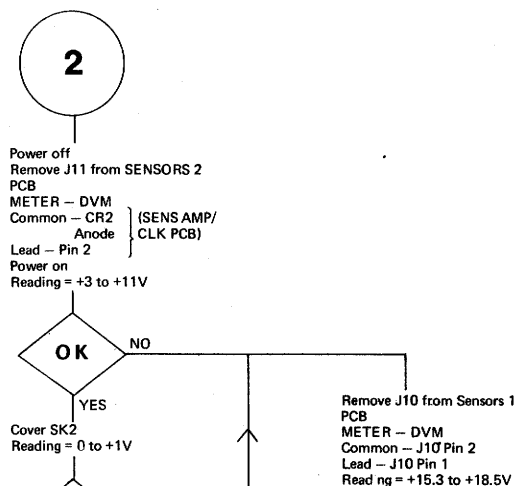 2
Power off
Remove J11 from SENSORS 2
PCB
METER — DVM
Common — CR2 (SENS AMP/
Anode CLK PCB)
Lead — Pin 2
Power on
Reading = +3 to +11V
OK
NO
YES
Cover SK2
Reading = 0 to +1V
Remove J10 from Sensors 1
PCB
METER — DVM
Common — J10 Pin 2
Lead — J10 Pin 1
Read ng = +15.3 to +18.5V